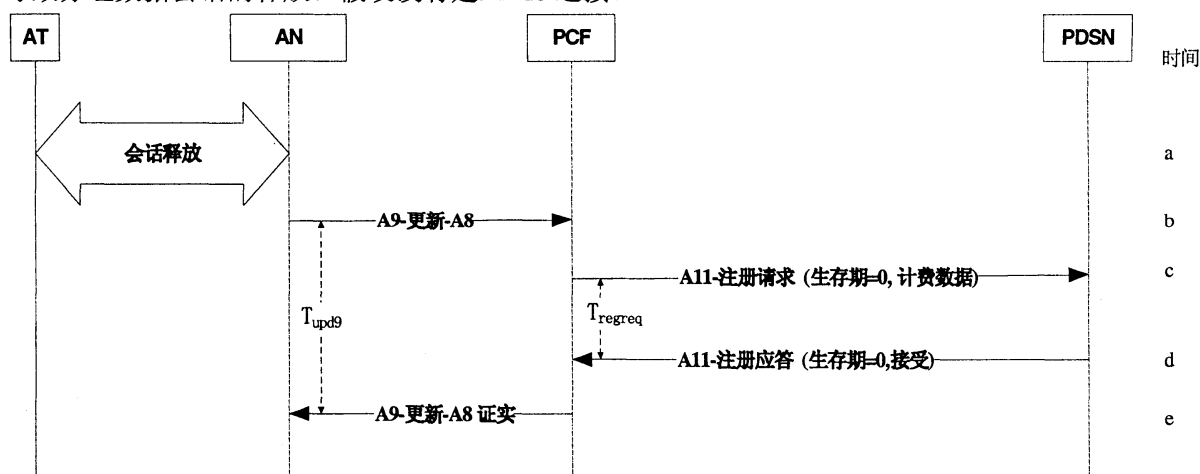 AT
AN
PCF
PDSN
时间
会话释放
a
A9-更新-A8
b
A11-注册请求 (生存期=0, 计费数据)
c
Tupd9
Tregreq
A11-注册应答 (生存期=0,接受)
d
A9-更新-A8 证实
e